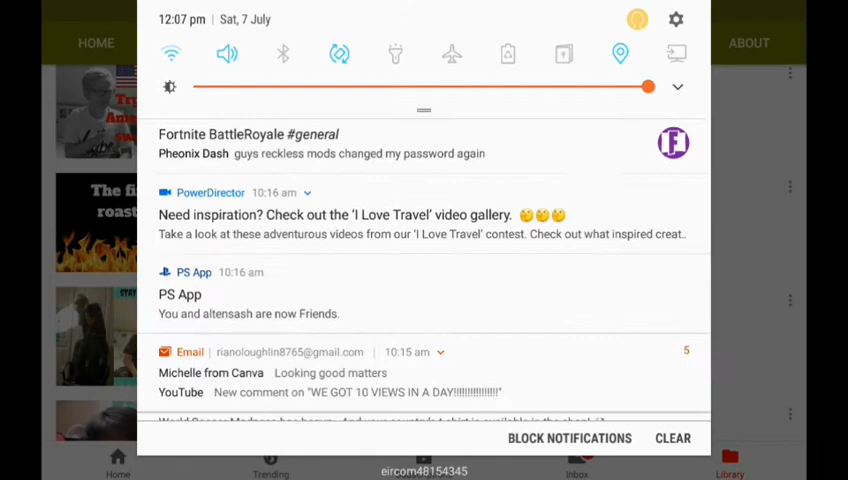 12:07 pm | Sat, 7 July
HOME
ABOUT
Fortnite BattleRoyale #general
Pheonix Dash guys reckless mods changed my password again
PowerDirector 10:16 am
Need inspiration? Check out the 'I Love Travel' video gallery. 🤔🤔🤔
Take a look at these adventurous videos from our 'I Love Travel' contest. Check out what inspired creat..
PS App 10:16 am
PS App
You and altensash are now Friends.
Email | rianoloughlin8765@gmail.com | 10:15 am 5
Michelle from Canva Looking good matters
YouTube New comment on "WE GOT 10 VIEWS IN A DAY!!!!!!!!!!!!!!!!!"
BLOCK NOTIFICATIONS CLEAR
Home Trending Inbox Library
eircom48154345